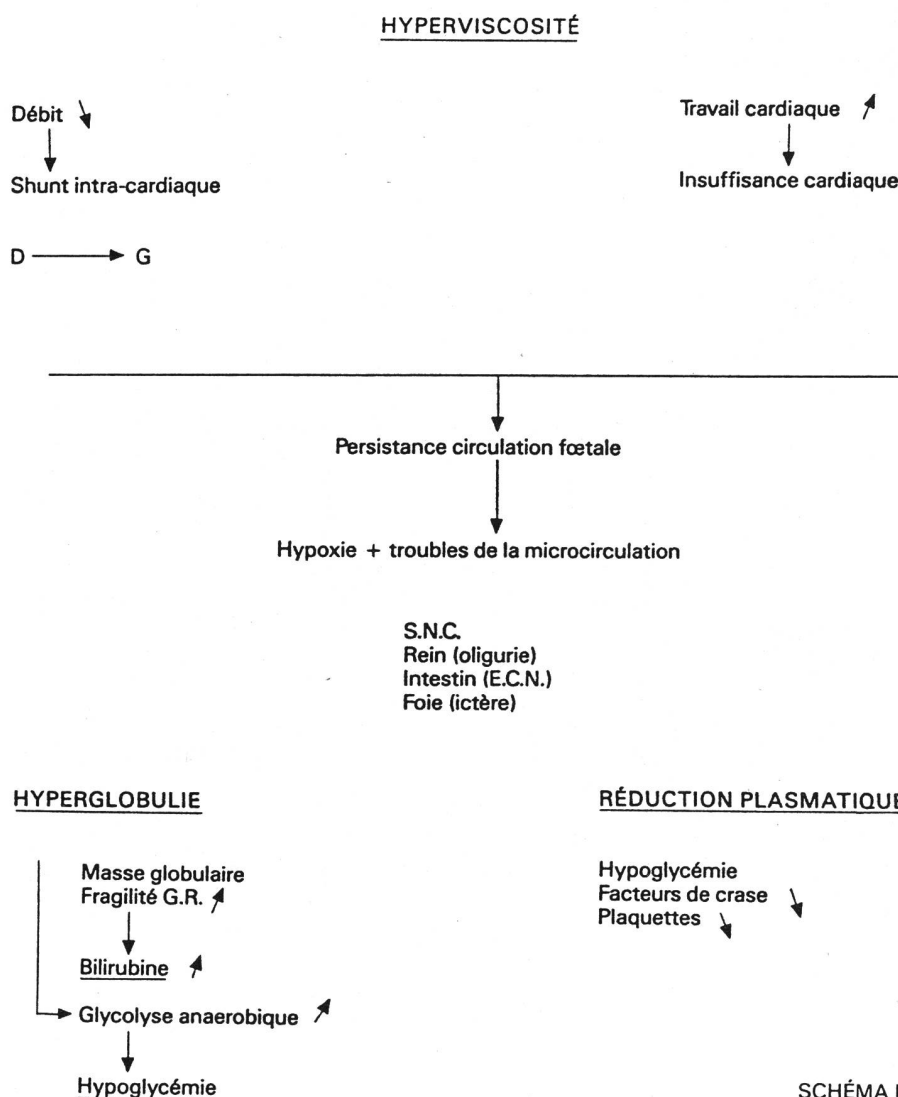 HYPERVISCOSITÉ
Débit
Travail cardiaque
Shunt intra-cardiaque
Insuffisance cardiaque
D G
Persistance circulation fœtale
Hypoxie + troubles de la microcirculation
S.N.C.
Rein (oligurie)
Intestin (E.C.N.)
Foie (ictère)
HYPERGLOBULIE
Masse globulaire
Fragilité G.R.
Bilirubine
Glycolyse anaerobique
Hypoglycémie
RÉDUCTION PLASMATIQUE
Hypoglycémie
Facteurs de crase
Plaquettes
SCHÉMA I